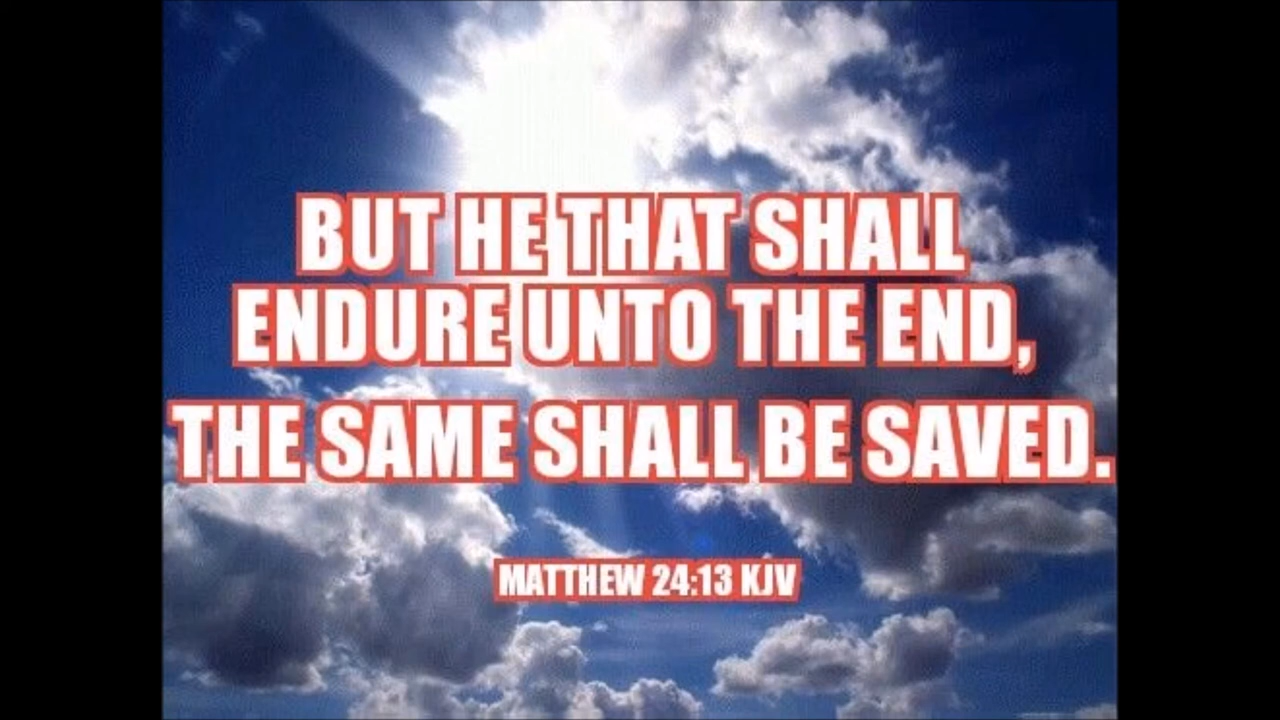 BUT HE THAT SHALL
ENDURE UNTO THE END,
THE SAME SHALL BE SAVED.
MATTHEW 24:13 KJV